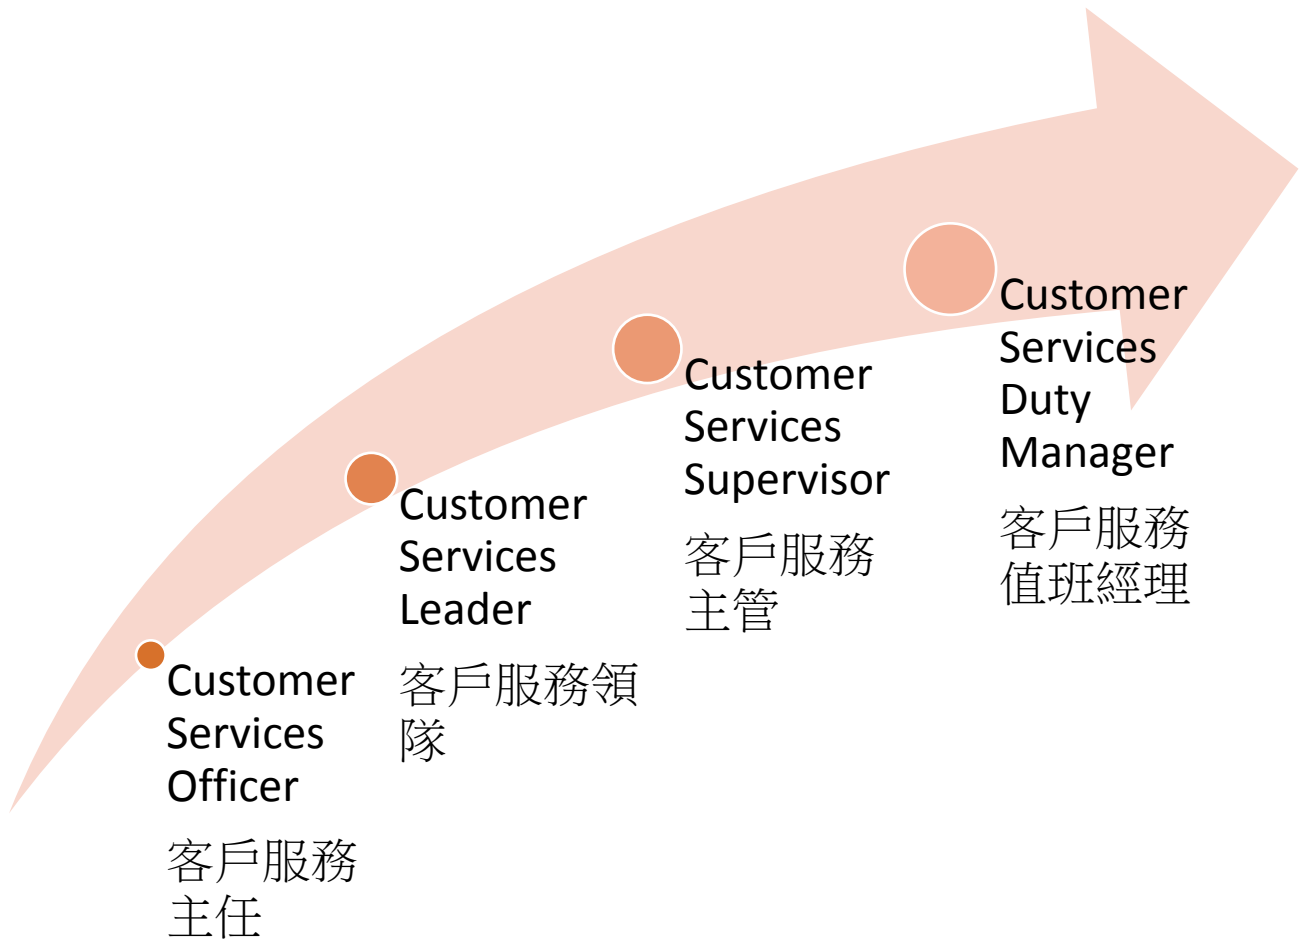 Customer
Services
Officer
客戶服務
主任
Customer
Services
Leader
客戶服務領
隊
Customer
Services
Supervisor
客戶服務
主管
Customer
Services
Duty
Manager
客戶服務
值班經理